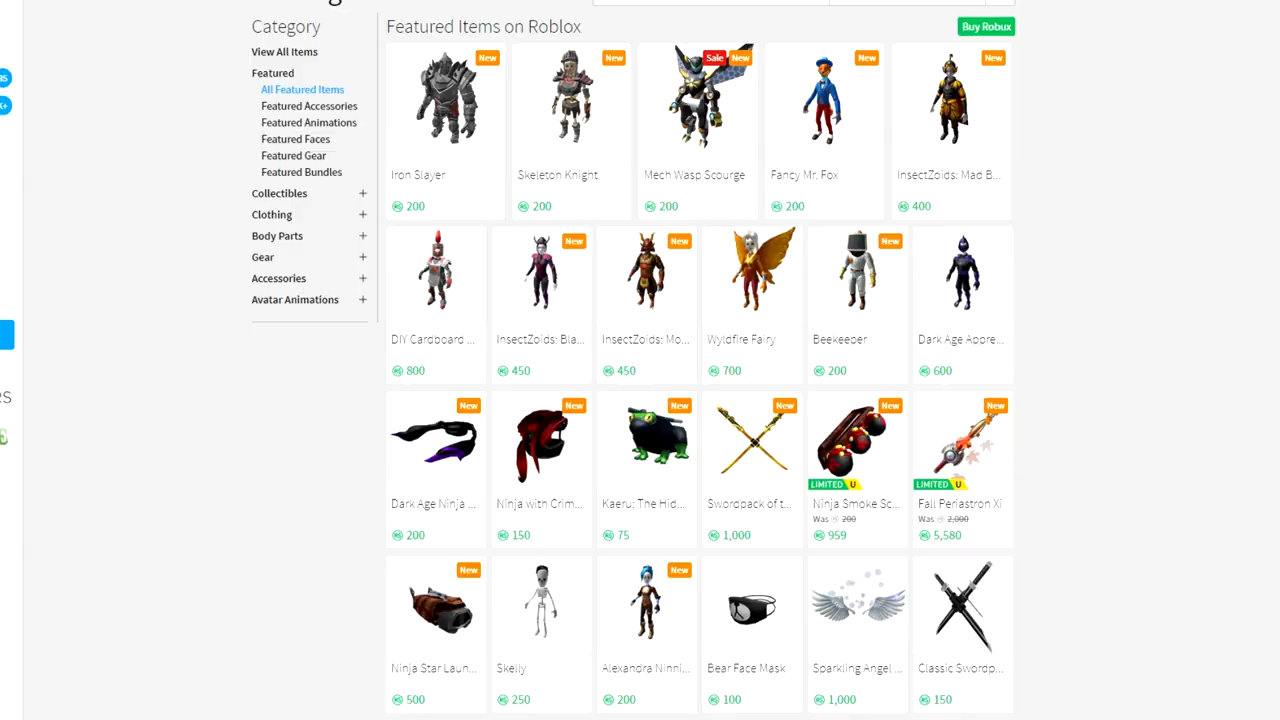 Category
View All Items
Featured
All Featured Items
Featured Accessories
Featured Animations
Featured Faces
Featured Gear
Featured Bundles
Collectibles +
Clothing +
Body Parts +
Gear +
Accessories +
Avatar Animations +
Featured Items on Roblox
Buy Robux
New New Sale New New New
Iron Slayer Skeleton Knight Mech Wasp Scourge Fancy Mr. Fox InsectZoids: Mad B...
200 200 200 200 400
New New New
DIY Cardboard ... InsectZoids: Bla... InsectZoids: Mo... Wyldfire Fairy Beekeeper Dark Age Appre...
800 450 450 700 200 600
New New New New New New
LIMITED U LIMITED U
Dark Age Ninja ... Ninja with Crim... Kaeru: The Hid... Swordpack of t... Ninja Smoke Sc... Fall Periastron Xi
Was 200 Was 2,000
200 150 75 1,000 959 5,580
New New
Ninja Star Laun... Skelly Alexandra Ninni... Bear Face Mask Sparkling Angel ... Classic Swordp...
500 250 200 100 1,000 150